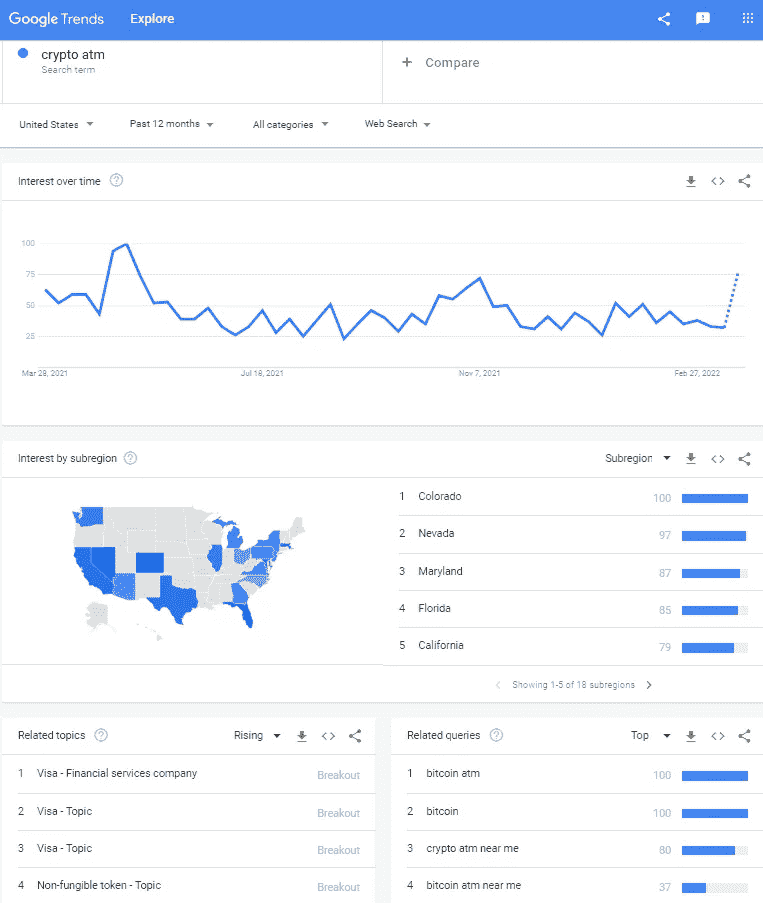 Google Trends Explore
crypto atm
Search term
+ Compare
United States Past 12 months All categories Web Search
Interest over time
100
75
50
25
Mar 28, 2021 Jul 18, 2021 Nov 7, 2021 Feb 27, 2022
Interest by subregion Subregion
1 Colorado 100
2 Nevada 97
3 Maryland 87
4 Florida 85
5 California 79
Showing 1-5 of 18 subregions
Related topics Rising
1 Visa - Financial services company Breakout
2 Visa - Topic Breakout
3 Visa - Topic Breakout
4 Non-fungible token - Topic Breakout
Related queries Top
1 bitcoin atm 100
2 bitcoin 100
3 crypto atm near me 80
4 bitcoin atm near me 37